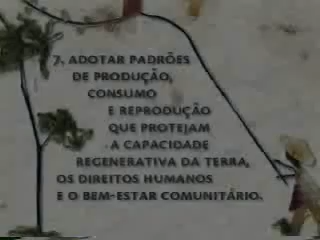 7. ADOTAR PADRÕES
DE PRODUÇÃO,
CONSUMO
E REPRODUÇÃO
QUE PROTEJAM
A CAPACIDADE
REGENERATIVA DA TERRA,
OS DIREITOS HUMANOS
E O BEM-ESTAR COMUNITÁRIO.